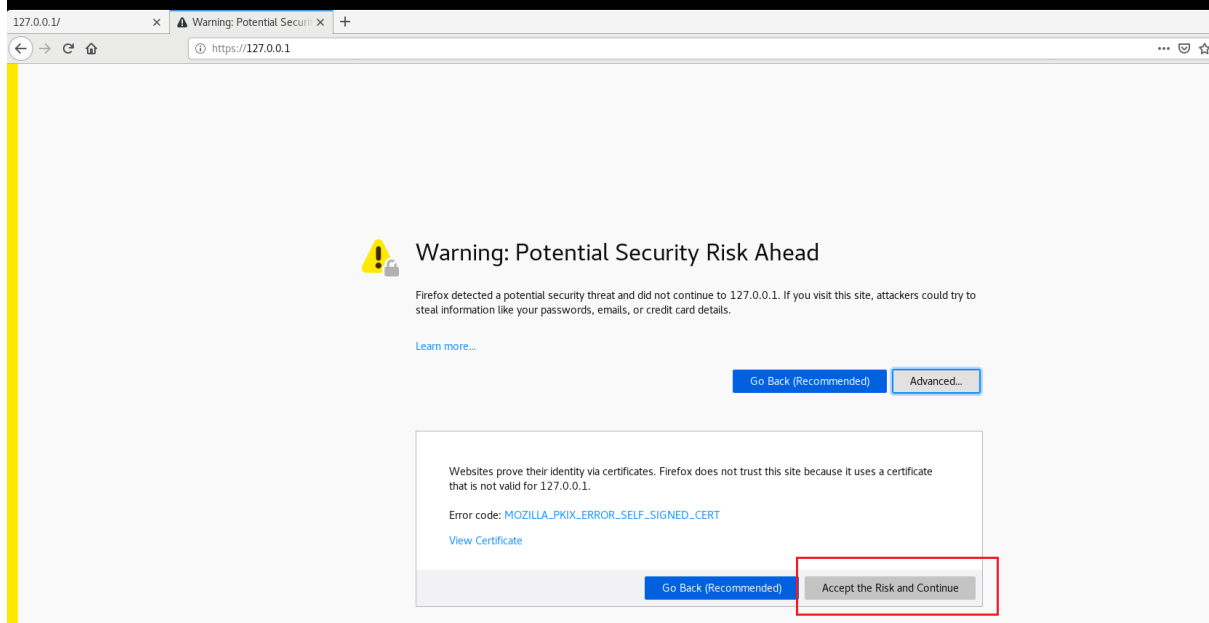 127.0.0.1/
Warning: Potential Securi
https://127.0.0.1
Warning: Potential Security Risk Ahead
Firefox detected a potential security threat and did not continue to 127.0.0.1. If you visit this site, attackers could try to
steal information like your passwords, emails, or credit card details.
Learn more...
Go Back (Recommended)
Advanced...
Websites prove their identity via certificates. Firefox does not trust this site because it uses a certificate
that is not valid for 127.0.0.1.
Error code: MOZILLA_PKIX_ERROR_SELF_SIGNED_CERT
View Certificate
Go Back (Recommended)
Accept the Risk and Continue